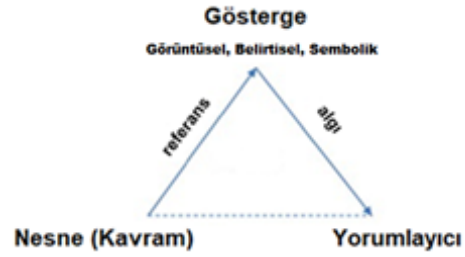 Gösterge
Görüntüsel, Belirtisel, Sembolik
referans
algı
Nesne (Kavram)
Yorumlayıcı